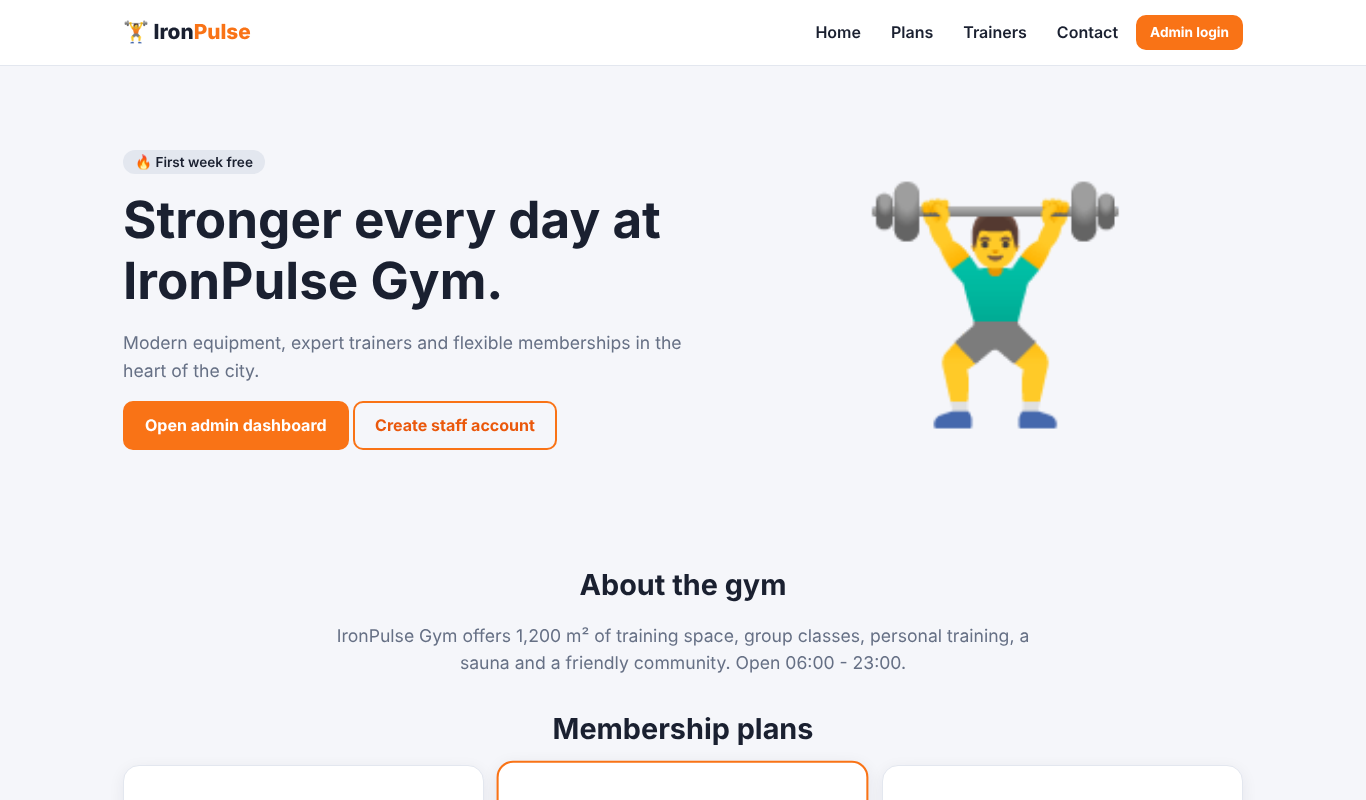 IronPulse
Home
Plans
Trainers
Contact
Admin login
🔥 First week free
Stronger every day at
IronPulse Gym.
Modern equipment, expert trainers and flexible memberships in the
heart of the city.
Open admin dashboard
Create staff account
About the gym
IronPulse Gym offers 1,200 m² of training space, group classes, personal training, a
sauna and a friendly community. Open 06:00 - 23:00.
Membership plans